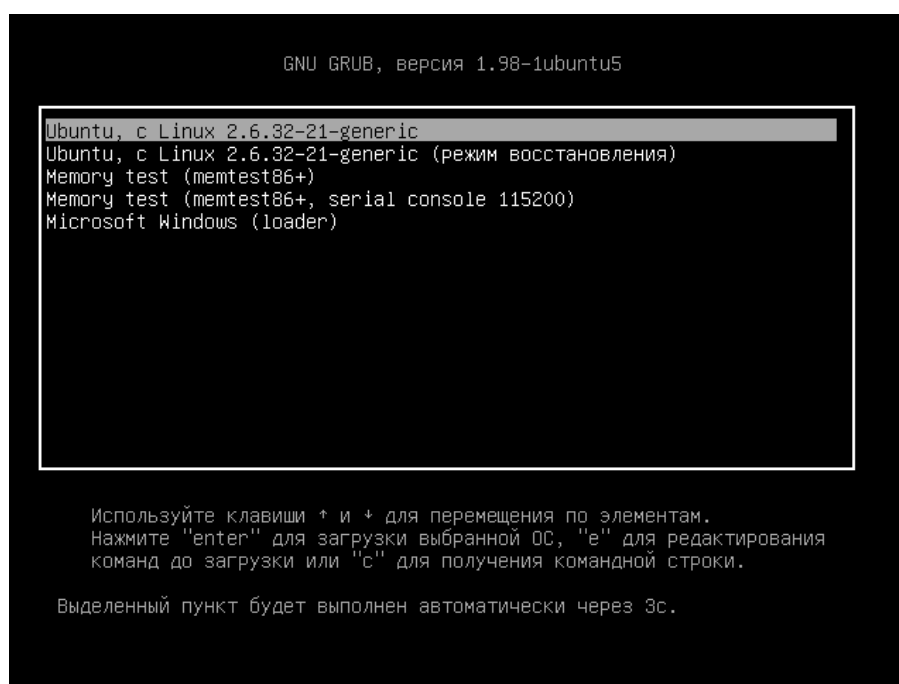 GNU GRUB, версия 1.98-1ubuntu5
Ubuntu, с Linux 2.6.32-21-generic
Ubuntu, с Linux 2.6.32-21-generic (режим восстановления)
Memory test (memtest86+)
Memory test (memtest86+, serial console 115200)
Microsoft Windows (loader)
Используйте клавиши ↑ и ↓ для перемещения по элементам.
Нажмите "enter" для загрузки выбранной ОС, "e" для редактирования
команд до загрузки или "c" для получения командной строки.
Выделенный пункт будет выполнен автоматически через 3с.